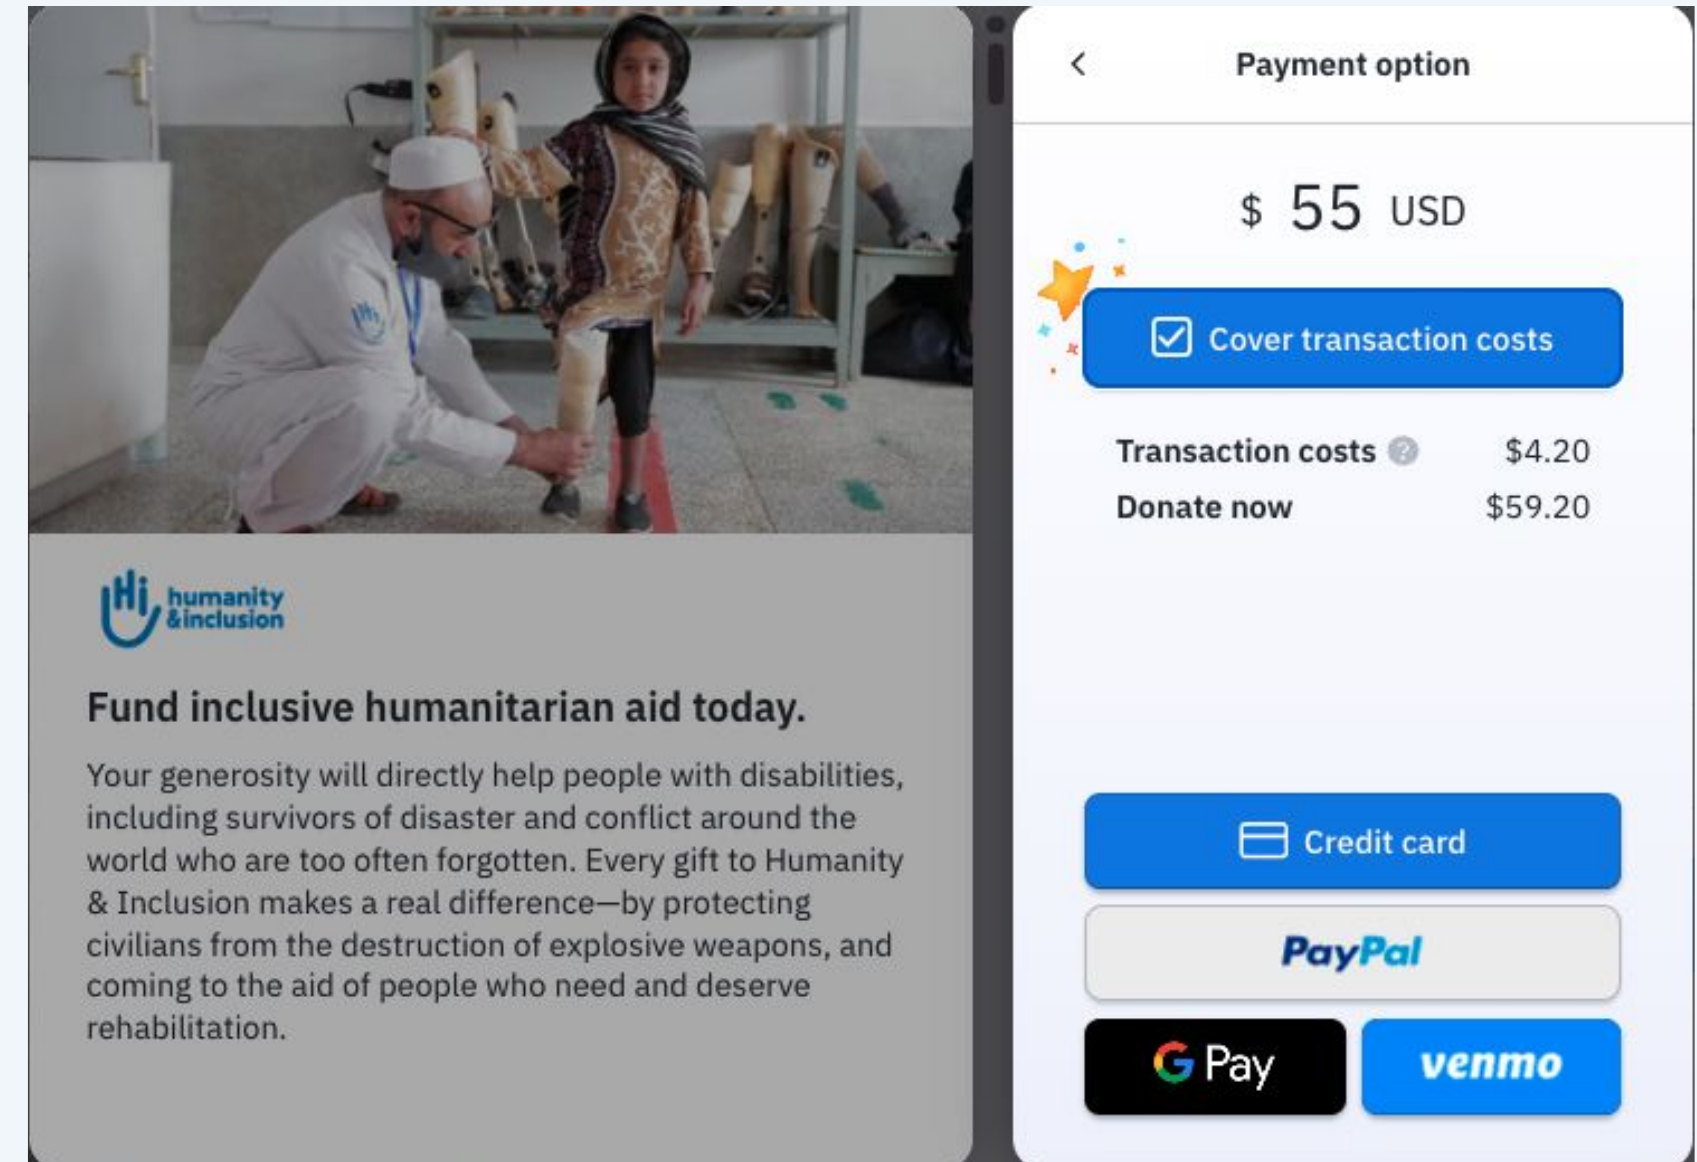 Hi
humanity
&inclusion
Fund inclusive humanitarian aid today.
Your generosity will directly help people with disabilities,
including survivors of disaster and conflict around the
world who are too often forgotten. Every gift to Humanity
& Inclusion makes a real difference—by protecting
civilians from the destruction of explosive weapons, and
coming to the aid of people who need and deserve
rehabilitation.
Payment option
$ 55 USD
Cover transaction costs
Transaction costs ? $4.20
Donate now $59.20
Credit card
PayPal
G Pay
venmo